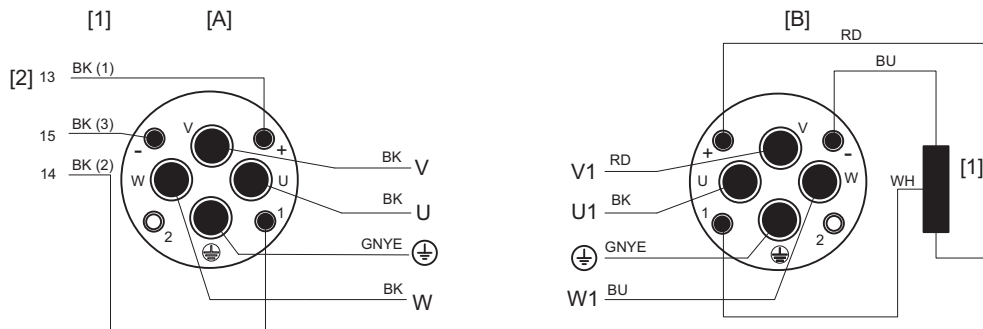 [1] [A] [B]
RD
BU
[2] 13 BK (1)
15 BK (3)
14 BK (2)
V
-
+
W
U
2
1
BK V
BK U
GNYE
BK W
V
+
-
U
W
1
2
V1 RD
U1 BK
GNYE
W1 BU
WH
[1]